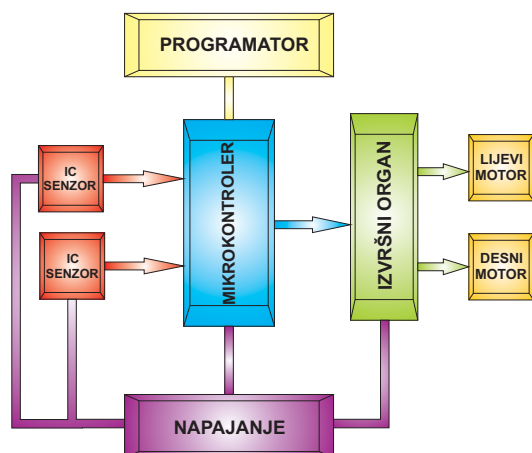 PROGRAMATOR
IC
SENZOR
IC
SENZOR
MIKROKONTROLER
IZVRŠNI ORGAN
LIJEVI
MOTOR
DESNI
MOTOR
NAPAJANJE